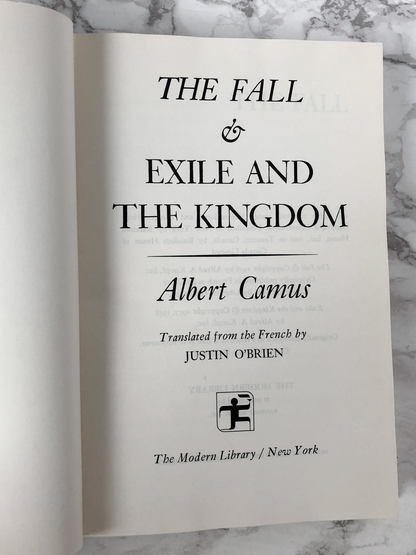 THE FALL
&
EXILE AND
THE KINGDOM
Albert Camus
Translated from the French by
JUSTIN O'BRIEN
The Modern Library / New York